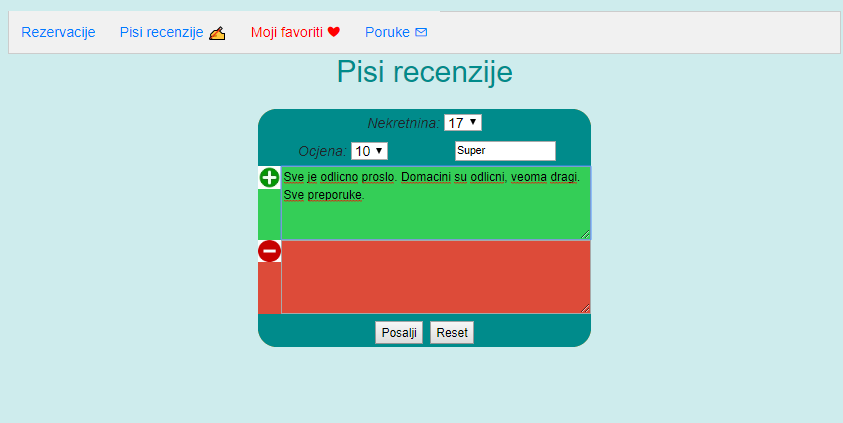 Rezervacije Pisi recenzije Moji favoriti Poruke
Pisi recenzije
Nekretnina: 17
Ocjena: 10 Super
Sve je odlicno proslo. Domacini su odlicni, veoma dragi.
Sve preporuke.
Posalji Reset